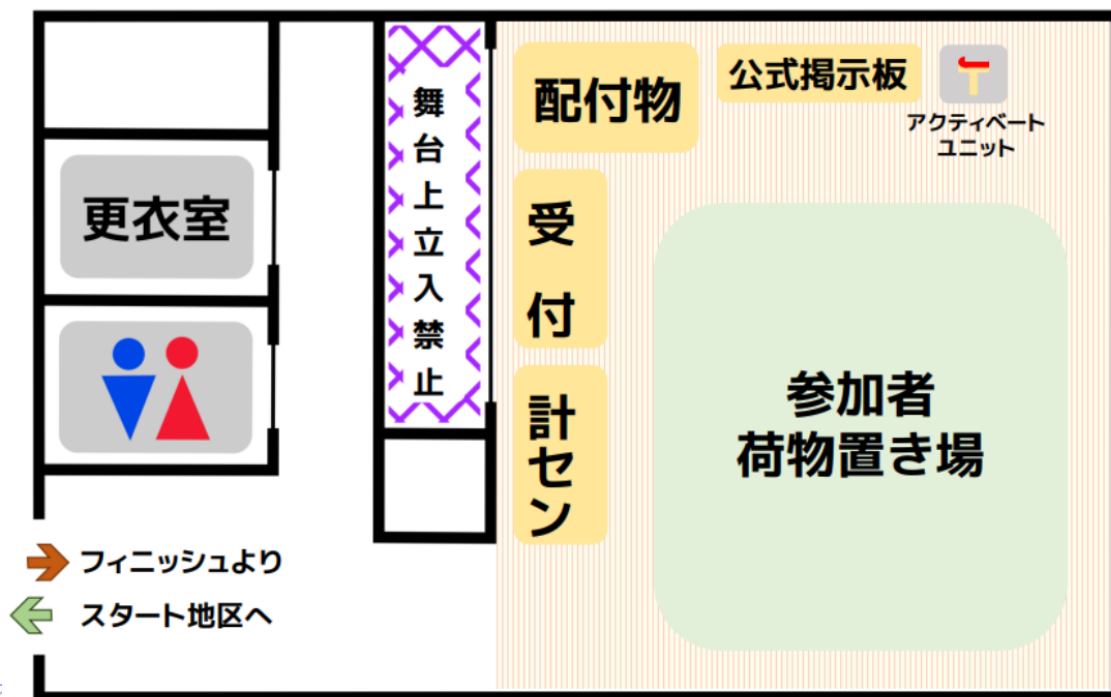 配付物
公式掲示板
アクティベート
ユニット
舞台上立入禁止
更衣室
受付
計セン
参加者
荷物置き場
フィニッシュより
スタート地区へ